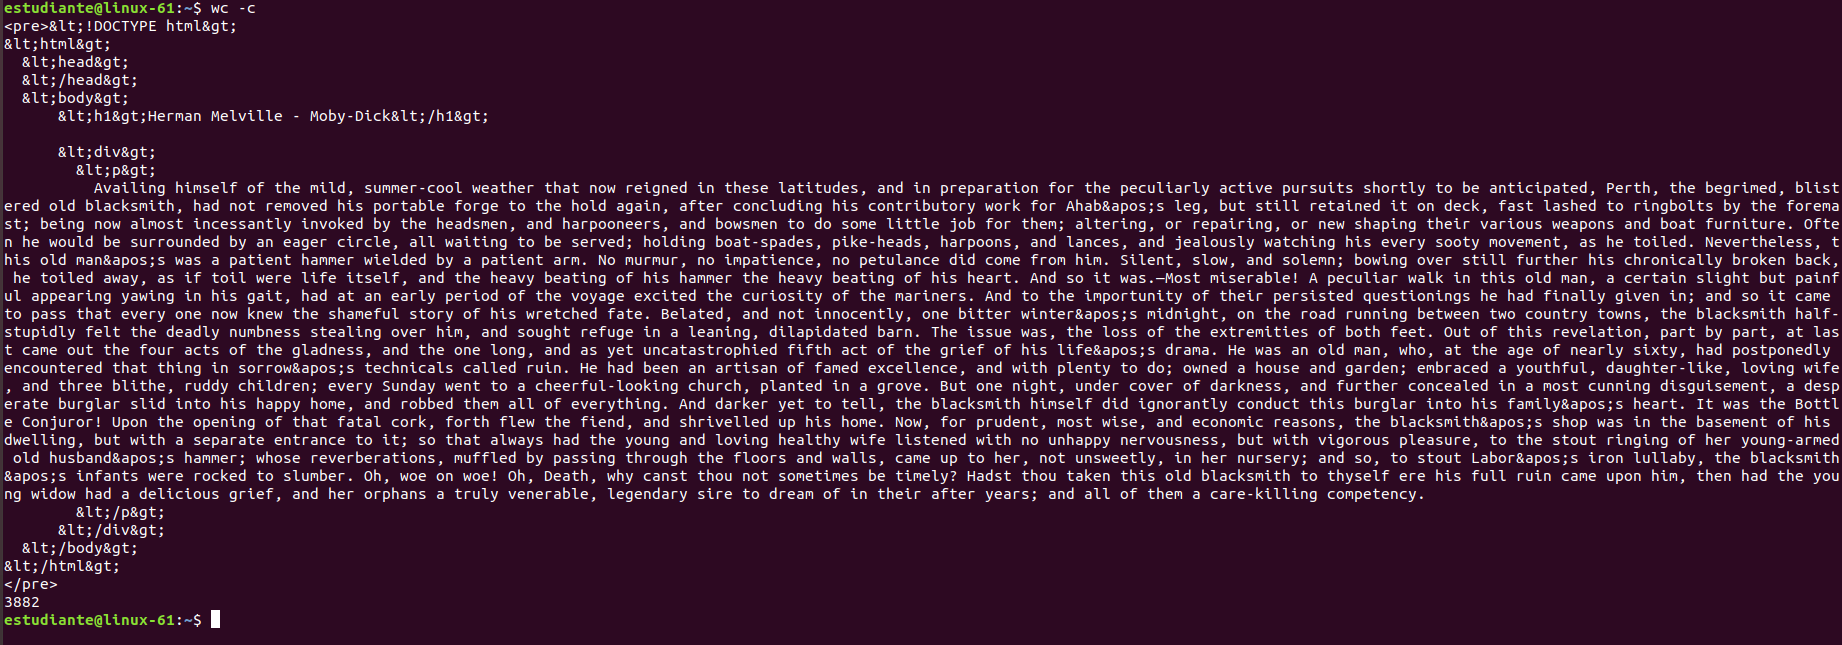 estudiante@linux-61:~$ wc -c
<pre>&lt;!DOCTYPE html&gt;
&lt;html&gt;
  &lt;head&gt;
  &lt;/head&gt;
  &lt;body&gt;
      &lt;h1&gt;Herman Melville - Moby-Dick&lt;/h1&gt;

      &lt;div&gt;
        &lt;p&gt;
          Availing himself of the mild, summer-cool weather that now reigned in these latitudes, and in preparation for the peculiarly active pursuits shortly to be anticipated, Perth, the begrimed, blist
ered old blacksmith, had not removed his portable forge to the hold again, after concluding his contributory work for Ahab&apos;s leg, but still retained it on deck, fast lashed to ringbolts by the forema
st; being now almost incessantly invoked by the headsmen, and harpooneers, and bowsmen to do some little job for them; altering, or repairing, or new shaping their various weapons and boat furniture. Ofte
n he would be surrounded by an eager circle, all waiting to be served; holding boat-spades, pike-heads, harpoons, and lances, and jealously watching his every sooty movement, as he toiled. Nevertheless, t
his old man&apos;s was a patient hammer wielded by a patient arm. No murmur, no impatience, no petulance did come from him. Silent, slow, and solemn; bowing over still further his chronically broken back,
 he toiled away, as if toil were life itself, and the heavy beating of his hammer the heavy beating of his heart. And so it was.—Most miserable! A peculiar walk in this old man, a certain slight but painf
ul appearing yawing in his gait, had at an early period of the voyage excited the curiosity of the mariners. And to the importunity of their persisted questionings he had finally given in; and so it came 
to pass that every one now knew the shameful story of his wretched fate. Belated, and not innocently, one bitter winter&apos;s midnight, on the road running between two country towns, the blacksmith half-
stupidly felt the deadly numbness stealing over him, and sought refuge in a leaning, dilapidated barn. The issue was, the loss of the extremities of both feet. Out of this revelation, part by part, at las
t came out the four acts of the gladness, and the one long, and as yet uncatastrophied fifth act of the grief of his life&apos;s drama. He was an old man, who, at the age of nearly sixty, had postponedly 
encountered that thing in sorrow&apos;s technicals called ruin. He had been an artisan of famed excellence, and with plenty to do; owned a house and garden; embraced a youthful, daughter-like, loving wife
, and three blithe, ruddy children; every Sunday went to a cheerful-looking church, planted in a grove. But one night, under cover of darkness, and further concealed in a most cunning disguisement, a desp
erate burglar slid into his happy home, and robbed them all of everything. And darker yet to tell, the blacksmith himself did ignorantly conduct this burglar into his family&apos;s heart. It was the Bottl
e Conjuror! Upon the opening of that fatal cork, forth flew the fiend, and shrivelled up his home. Now, for prudent, most wise, and economic reasons, the blacksmith&apos;s shop was in the basement of his 
dwelling, but with a separate entrance to it; so that always had the young and loving healthy wife listened with no unhappy nervousness, but with vigorous pleasure, to the stout ringing of her young-armed
 old husband&apos;s hammer; whose reverberations, muffled by passing through the floors and walls, came up to her, not unsweetly, in her nursery; and so, to stout Labor&apos;s iron lullaby, the blacksmith
&apos;s infants were rocked to slumber. Oh, woe on woe! Oh, Death, why canst thou not sometimes be timely? Hadst thou taken this old blacksmith to thyself ere his full ruin came upon him, then had the you
ng widow had a delicious grief, and her orphans a truly venerable, legendary sire to dream of in their after years; and all of them a care-killing competency.
        &lt;/p&gt;
      &lt;/div&gt;
  &lt;/body&gt;
&lt;/html&gt;
</pre>
3882
estudiante@linux-61:~$